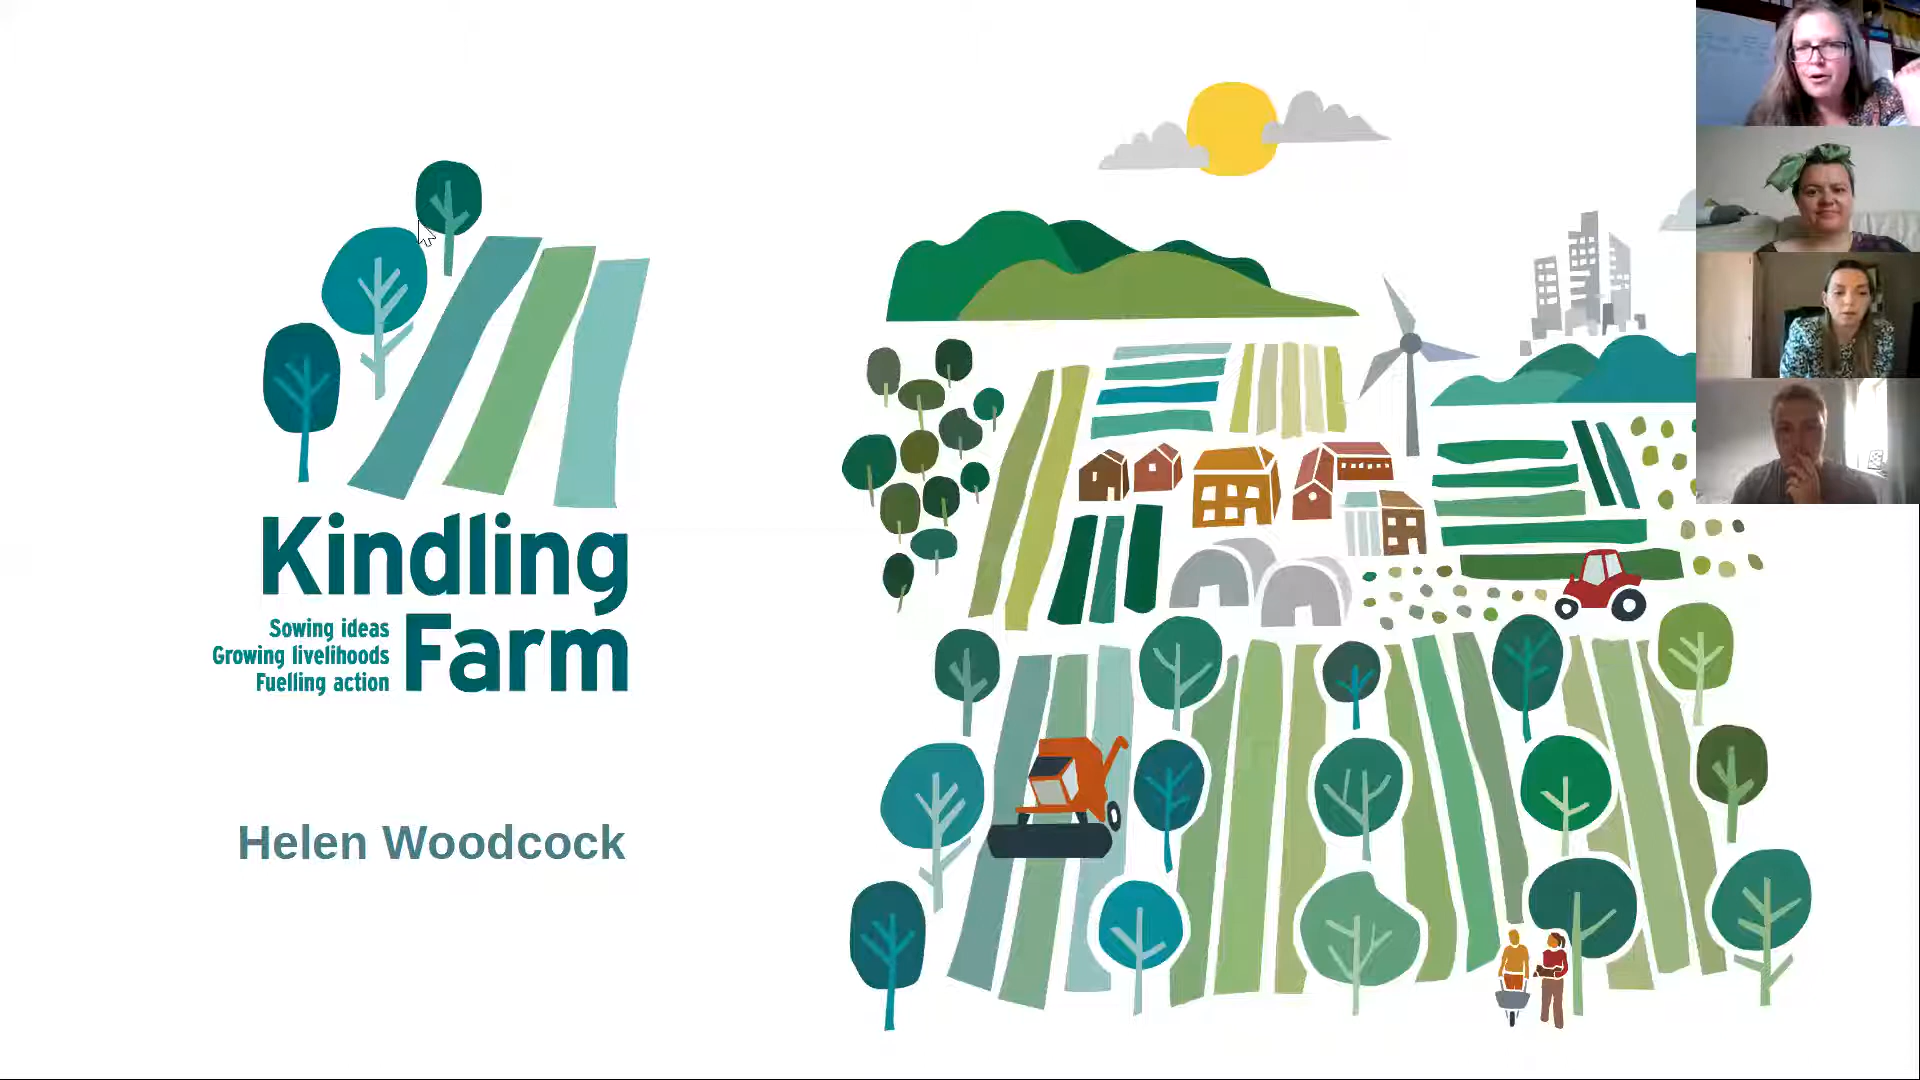 Kindling
Farm
Sowing ideas
Growing livelihoods
Fuelling action
Helen Woodcock